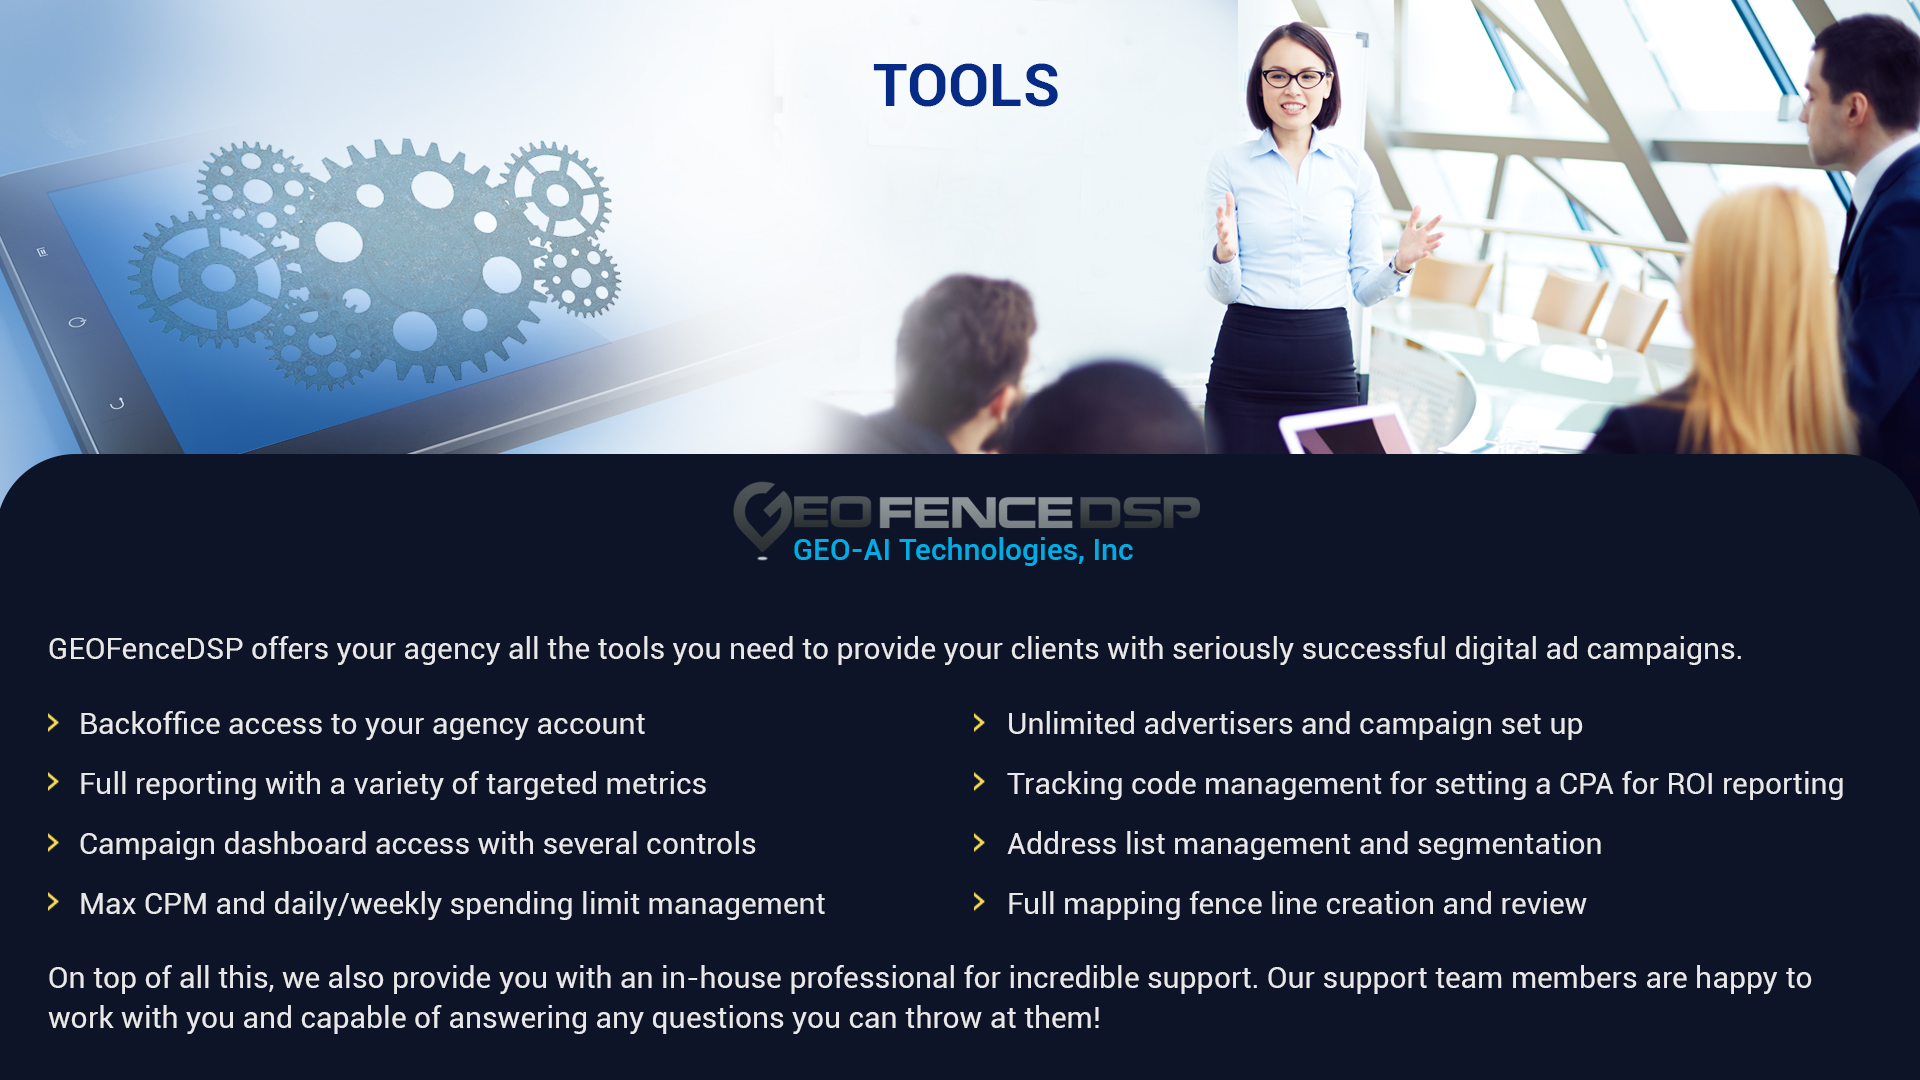 TOOLS
GEOFENCEDSP
GEO-AI Technologies, Inc
GEOFenceDSP offers your agency all the tools you need to provide your clients with seriously successful digital ad campaigns.
Backoffice access to your agency account
Full reporting with a variety of targeted metrics
Campaign dashboard access with several controls
Max CPM and daily/weekly spending limit management
Unlimited advertisers and campaign set up
Tracking code management for setting a CPA for ROI reporting
Address list management and segmentation
Full mapping fence line creation and review
On top of all this, we also provide you with an in-house professional for incredible support. Our support team members are happy to
work with you and capable of answering any questions you can throw at them!